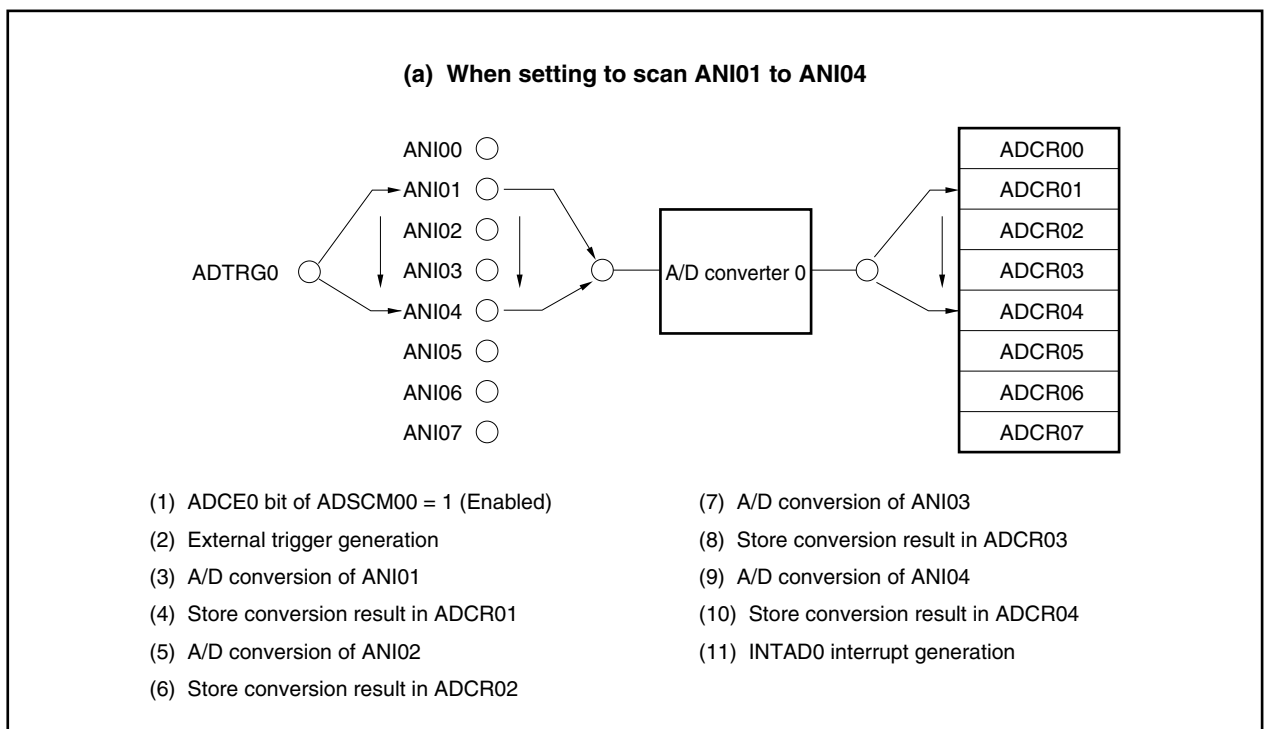 (a) When setting to scan ANI01 to ANI04
ADTRG0
ANI00
ANI01
ANI02
ANI03
ANI04
ANI05
ANI06
ANI07
A/D converter 0
ADCR00
ADCR01
ADCR02
ADCR03
ADCR04
ADCR05
ADCR06
ADCR07
(1) ADCE0 bit of ADSCM00 = 1 (Enabled)
(2) External trigger generation
(3) A/D conversion of ANI01
(4) Store conversion result in ADCR01
(5) A/D conversion of ANI02
(6) Store conversion result in ADCR02
(7) A/D conversion of ANI03
(8) Store conversion result in ADCR03
(9) A/D conversion of ANI04
(10) Store conversion result in ADCR04
(11) INTAD0 interrupt generation